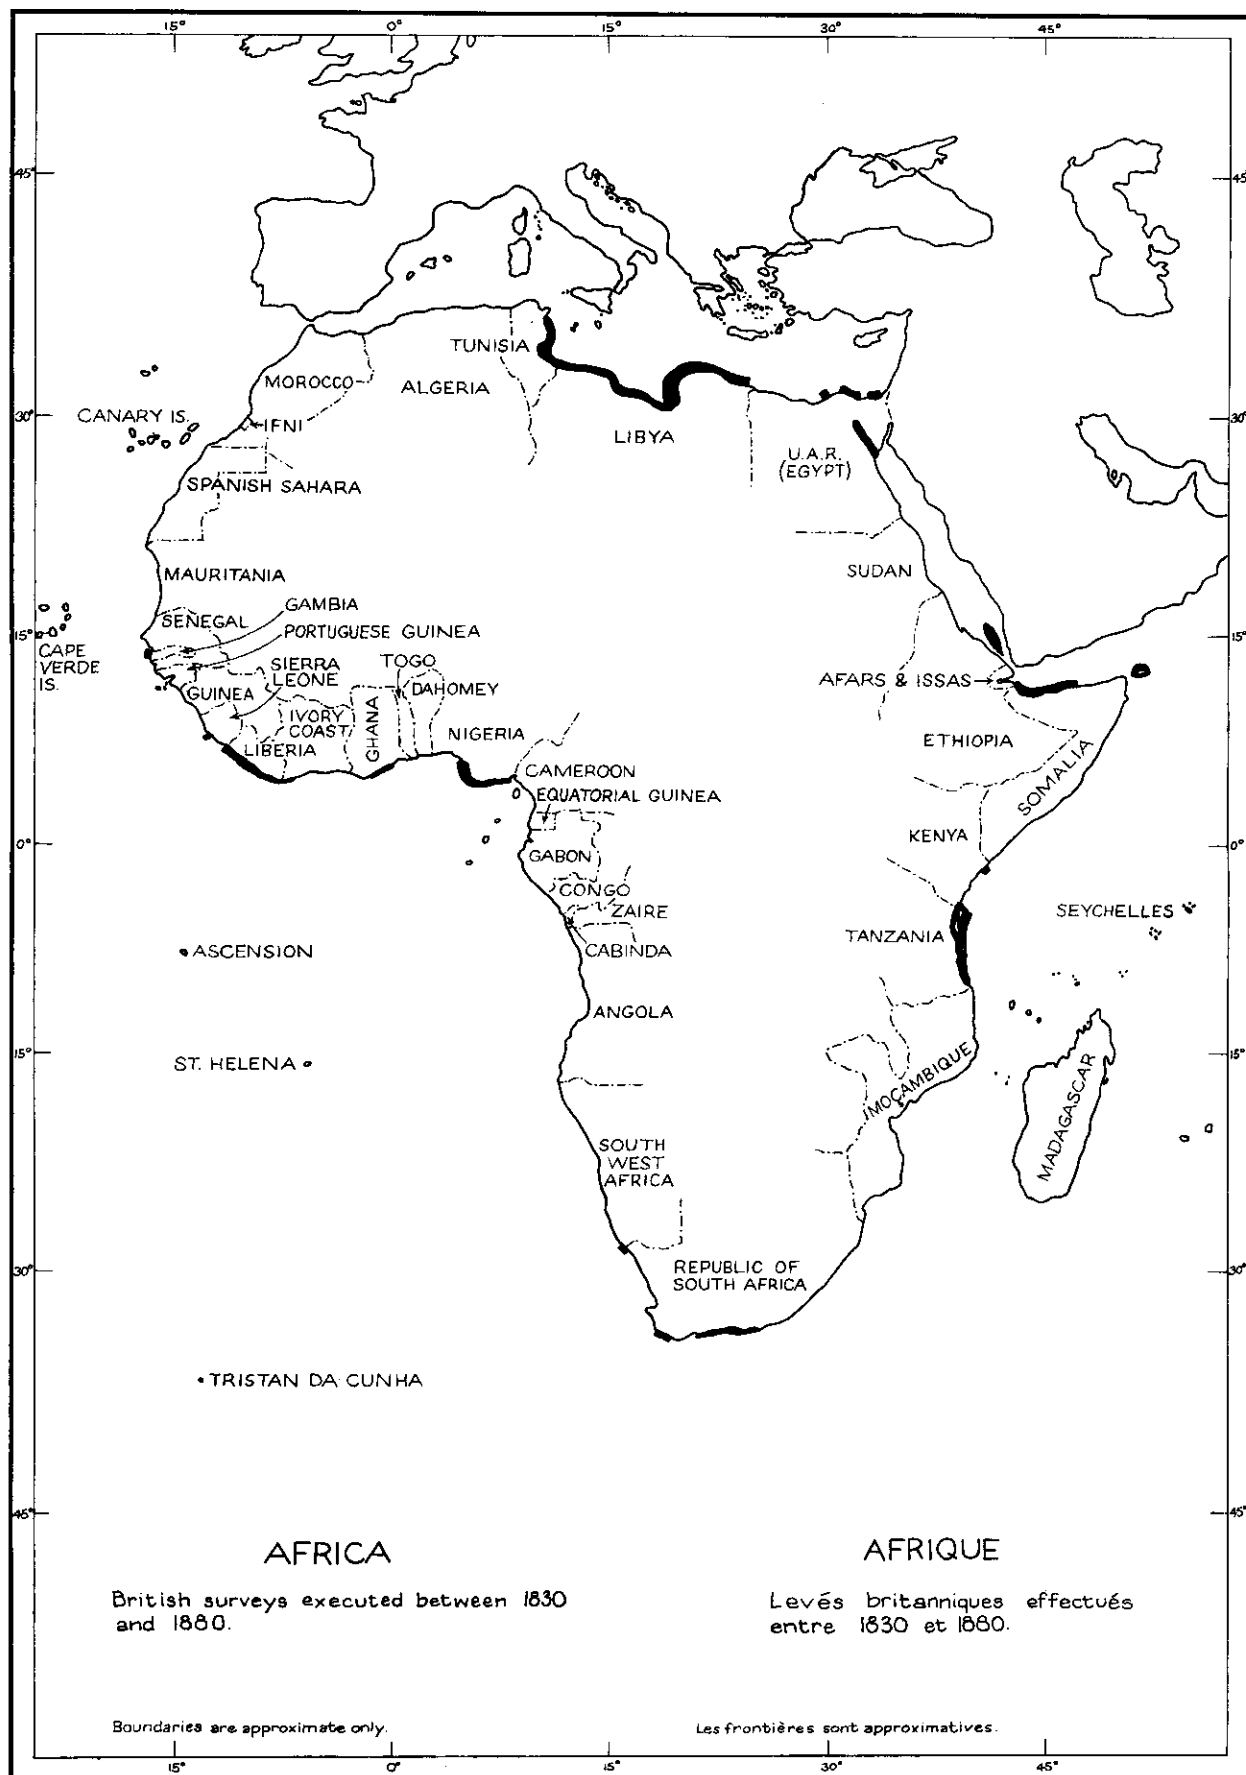 15° 0° 15° 30° 45°
45° 45°
TUNISIA
MOROCCO
ALGERIA
CANARY IS.
30° 30°
IFNI
LIBYA
U.A.R.
(EGYPT)
SPANISH SAHARA
MAURITANIA
SUDAN
GAMBIA
SENEGAL
PORTUGUESE GUINEA
15° 15°
CAPE
VERDE
IS.
SIERRA
LEONE
TOGO
GUINEA
DAHOMEY
AFARS & ISSAS
IVORY
COAST
GHANA
NIGERIA
LIBERIA
ETHIOPIA
SOMALIA
CAMEROON
EQUATORIAL GUINEA
KENYA
0° 0°
GABON
CONGO
ZAIRE
SEYCHELLES
TANZANIA
ASCENSION
CABINDA
ANGOLA
15° 15°
ST. HELENA
MOÇAMBIQUE
MADAGASCAR
SOUTH
WEST
AFRICA
30° 30°
REPUBLIC OF
SOUTH AFRICA
TRISTAN DA CUNHA
45° 45°
AFRICA
British surveys executed between 1830
and 1880.
AFRIQUE
Levés britanniques effectués
entre 1830 et 1880.
Boundaries are approximate only.
Les frontières sont approximatives.
15° 0° 15° 30° 45°